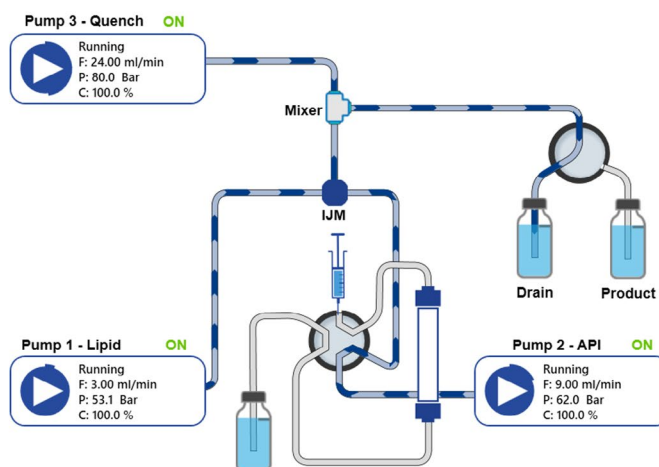 Pump 3 - Quench ON
Running
F: 24.00 ml/min
P: 80.0 Bar
C: 100.0 %
Mixer
IJM
Drain
Product
Pump 1 - Lipid ON
Running
F: 3.00 ml/min
P: 53.1 Bar
C: 100.0 %
Pump 2 - API ON
Running
F: 9.00 ml/min
P: 62.0 Bar
C: 100.0 %